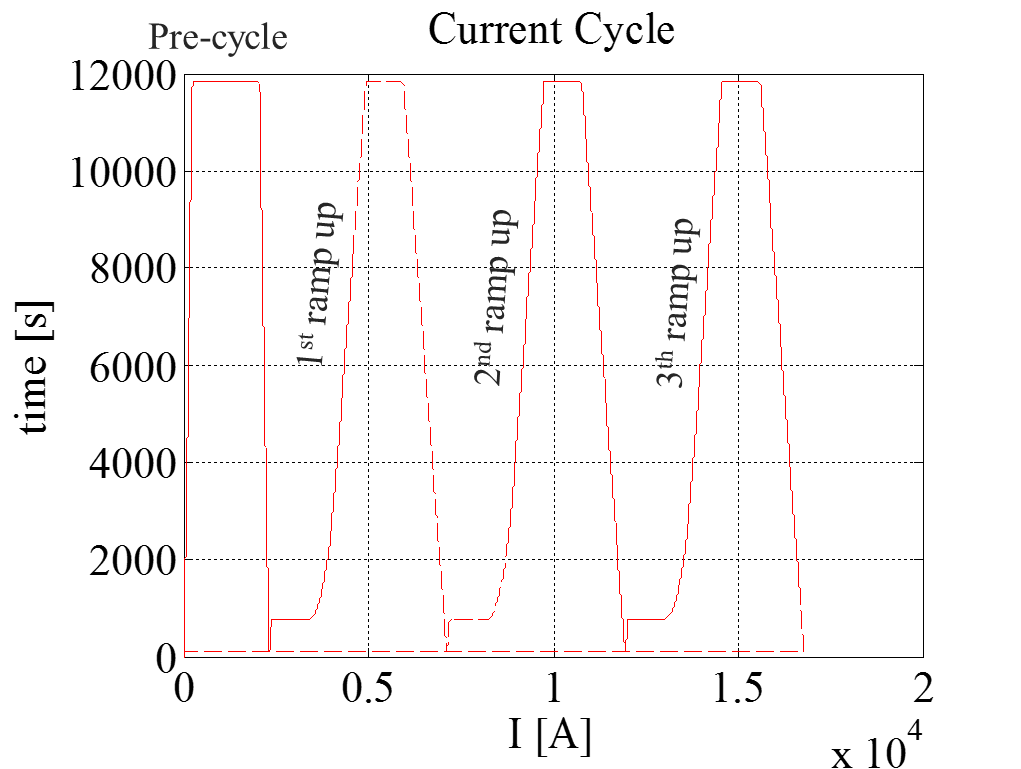 Pre-cycle
Current Cycle
12000
10000
8000
6000
4000
2000
0
time [s]
1st ramp up
2nd ramp up
3th ramp up
0
0.5
1
1.5
2
I [A]
x 10^4